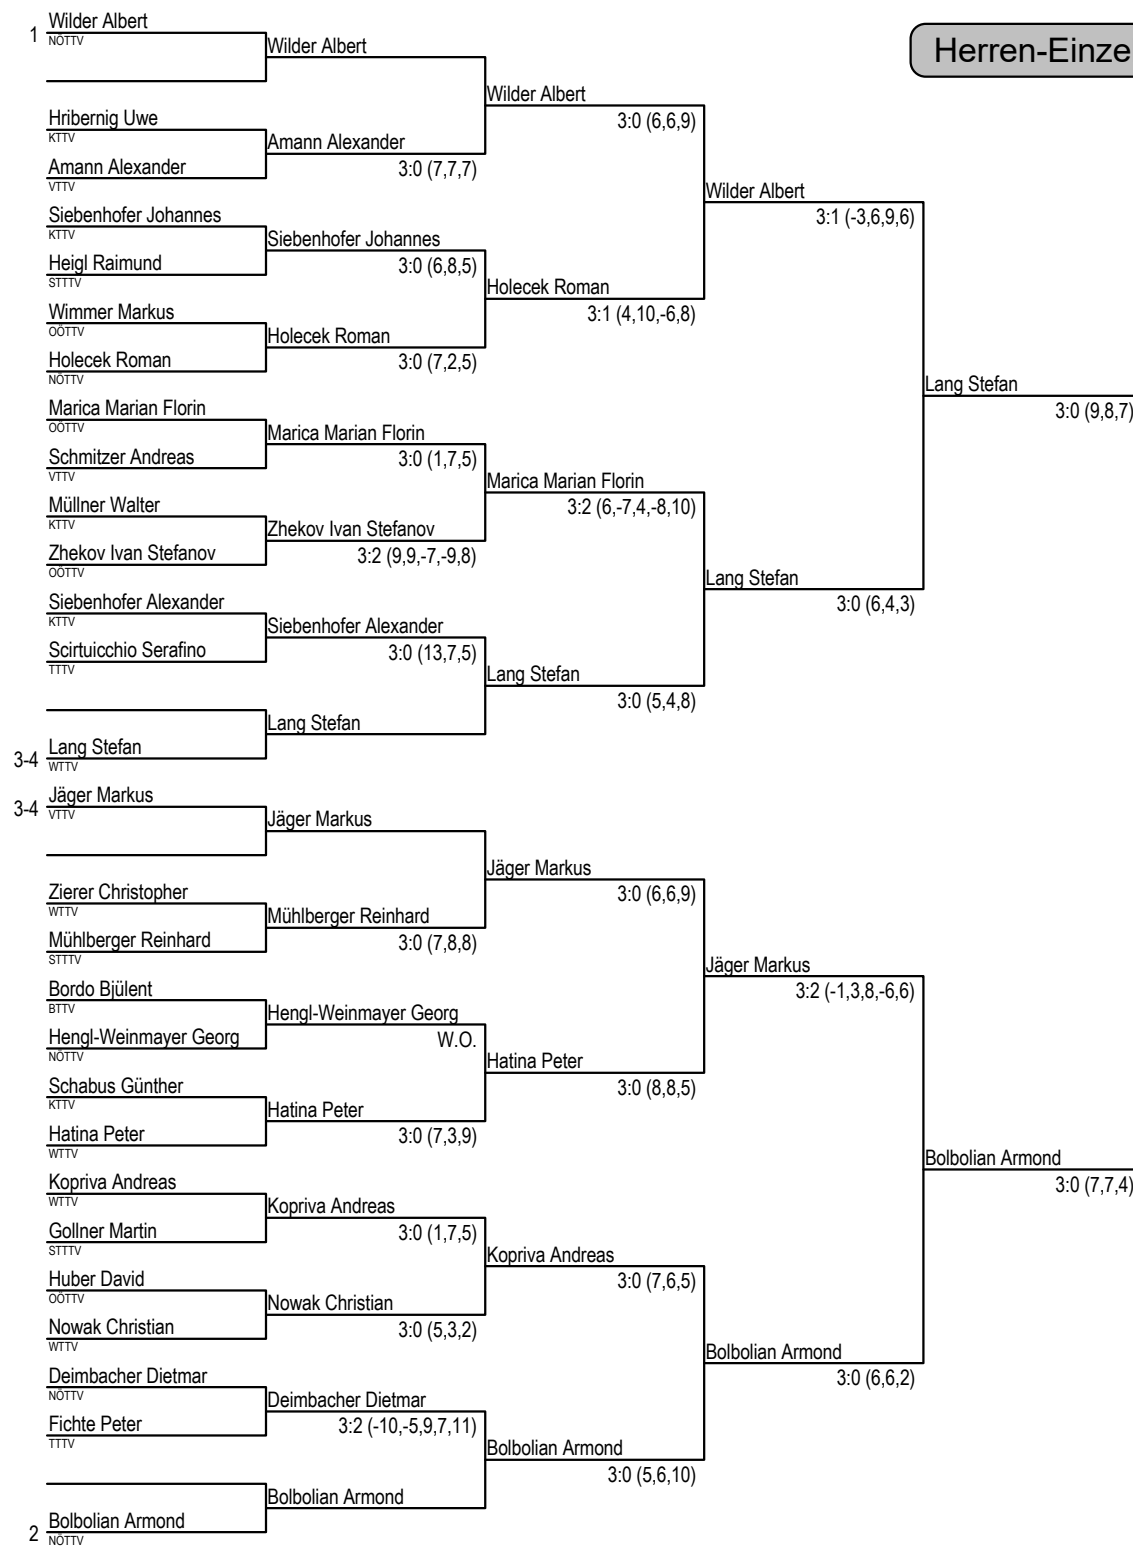 Herren-Einze
Wilder Albert
1
NÖTTV
Wilder Albert
Wilder Albert
3:0 (6,6,9)
Hribernig Uwe
KTTV
Amann Alexander
3:0 (7,7,7)
Amann Alexander
VTTV
Wilder Albert
3:1 (-3,6,9,6)
Siebenhofer Johannes
KTTV
Siebenhofer Johannes
3:0 (6,8,5)
Heigl Raimund
STTTV
Holecek Roman
3:1 (4,10,-6,8)
Wimmer Markus
OÖTTV
Holecek Roman
3:0 (7,2,5)
Holecek Roman
NÖTTV
Lang Stefan
3:0 (9,8,7)
Marica Marian Florin
OÖTTV
Marica Marian Florin
3:0 (1,7,5)
Schmitzer Andreas
VTTV
Marica Marian Florin
3:2 (6,-7,4,-8,10)
Müllner Walter
KTTV
Zhekov Ivan Stefanov
3:2 (9,9,-7,-9,8)
Zhekov Ivan Stefanov
OÖTTV
Lang Stefan
3:0 (6,4,3)
Siebenhofer Alexander
KTTV
Siebenhofer Alexander
3:0 (13,7,5)
Scirtuicchio Serafino
TTTV
Lang Stefan
3:0 (5,4,8)
Lang Stefan
3-4
Lang Stefan
WTTV
Jäger Markus
3-4
VTTV
Jäger Markus
Jäger Markus
3:0 (6,6,9)
Zierer Christopher
WTTV
Mühlberger Reinhard
3:0 (7,8,8)
Mühlberger Reinhard
STTTV
Jäger Markus
3:2 (-1,3,8,-6,6)
Bordo Bjülent
BTTV
Hengl-Weinmayer Georg
W.O.
Hengl-Weinmayer Georg
NÖTTV
Hatina Peter
3:0 (8,8,5)
Schabus Günther
KTTV
Hatina Peter
3:0 (7,3,9)
Hatina Peter
WTTV
Bolbolian Armond
3:0 (7,7,4)
Kopriva Andreas
WTTV
Kopriva Andreas
3:0 (1,7,5)
Gollner Martin
STTTV
Kopriva Andreas
3:0 (7,6,5)
Huber David
OÖTTV
Nowak Christian
3:0 (5,3,2)
Nowak Christian
WTTV
Bolbolian Armond
3:0 (6,6,2)
Deimbacher Dietmar
NÖTTV
Deimbacher Dietmar
3:2 (-10,-5,9,7,11)
Fichte Peter
TTTV
Bolbolian Armond
3:0 (5,6,10)
Bolbolian Armond
Bolbolian Armond
2
NÖTTV